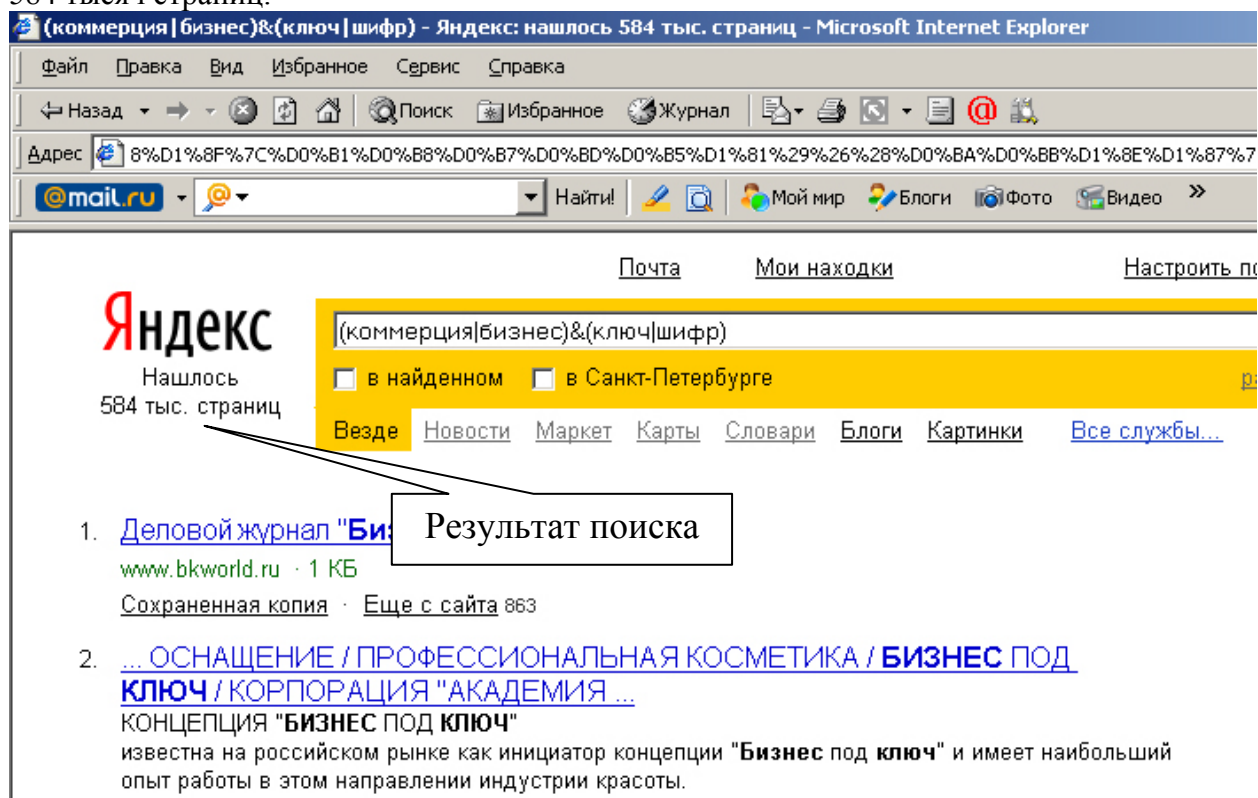 584 тысяч страниц.
(коммерция|бизнес)&(ключ|шифр) - Яндекс: нашлось 584 тыс. страниц - Microsoft Internet Explorer
Файл Правка Вид Избранное Сервис Справка
Назад Поиск Избранное Журнал
Адрес 8%D1%8F%7C%D0%B1%D0%B8%D0%B7%D0%BD%D0%B5%D1%81%29%26%28%D0%BA%D0%BB%D1%8E%D1%87%7
@mail.ru Найти! Мой мир Блоги Фото Видео »
Почта Мои находки Настроить по
Яндекс
(коммерция|бизнес)&(ключ|шифр)
Нашлось
в найденном в Санкт-Петербурге
584 тыс. страниц
Везде Новости Маркет Карты Словари Блоги Картинки Все службы...
Результат поиска
1. Деловой журнал "Биз
www.bkworld.ru · 1 КБ
Сохраненная копия · Еще с сайта 863
2. ... ОСНАЩЕНИЕ / ПРОФЕССИОНАЛЬНАЯ КОСМЕТИКА / БИЗНЕС ПОД
КЛЮЧ / КОРПОРАЦИЯ "АКАДЕМИЯ ...
КОНЦЕПЦИЯ "БИЗНЕС ПОД КЛЮЧ"
известна на российском рынке как инициатор концепции "Бизнес под ключ" и имеет наибольший
опыт работы в этом направлении индустрии красоты.